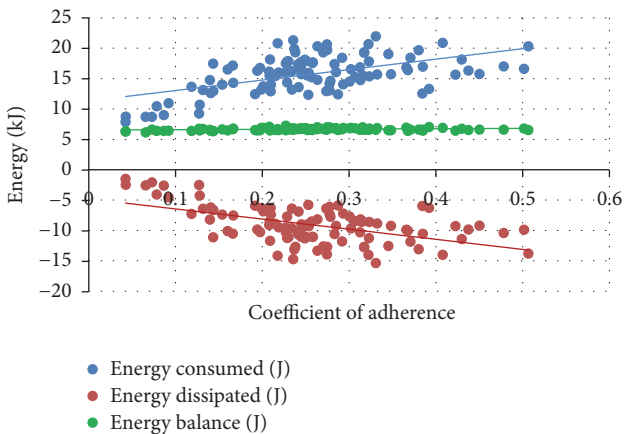 25
20
15
10
5
0
−5
−10
−15
−20
0 0.1 0.2 0.3 0.4 0.5 0.6
Energy (kJ)
Coefficient of adherence
Energy consumed (J)
Energy dissipated (J)
Energy balance (J)